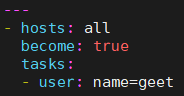 ---
- hosts: all
  become: true
  tasks:
  - user: name=geet